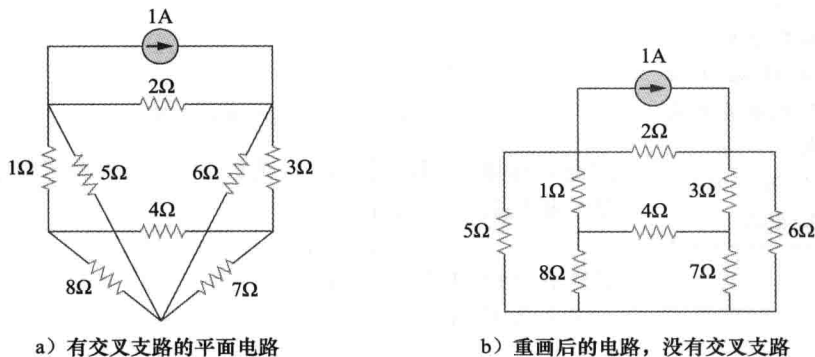 1A
2Ω
1Ω
5Ω
6Ω
3Ω
4Ω
8Ω
7Ω
a）有交叉支路的平面电路
1A
2Ω
1Ω
3Ω
4Ω
5Ω
6Ω
8Ω
7Ω
b）重画后的电路，没有交叉支路